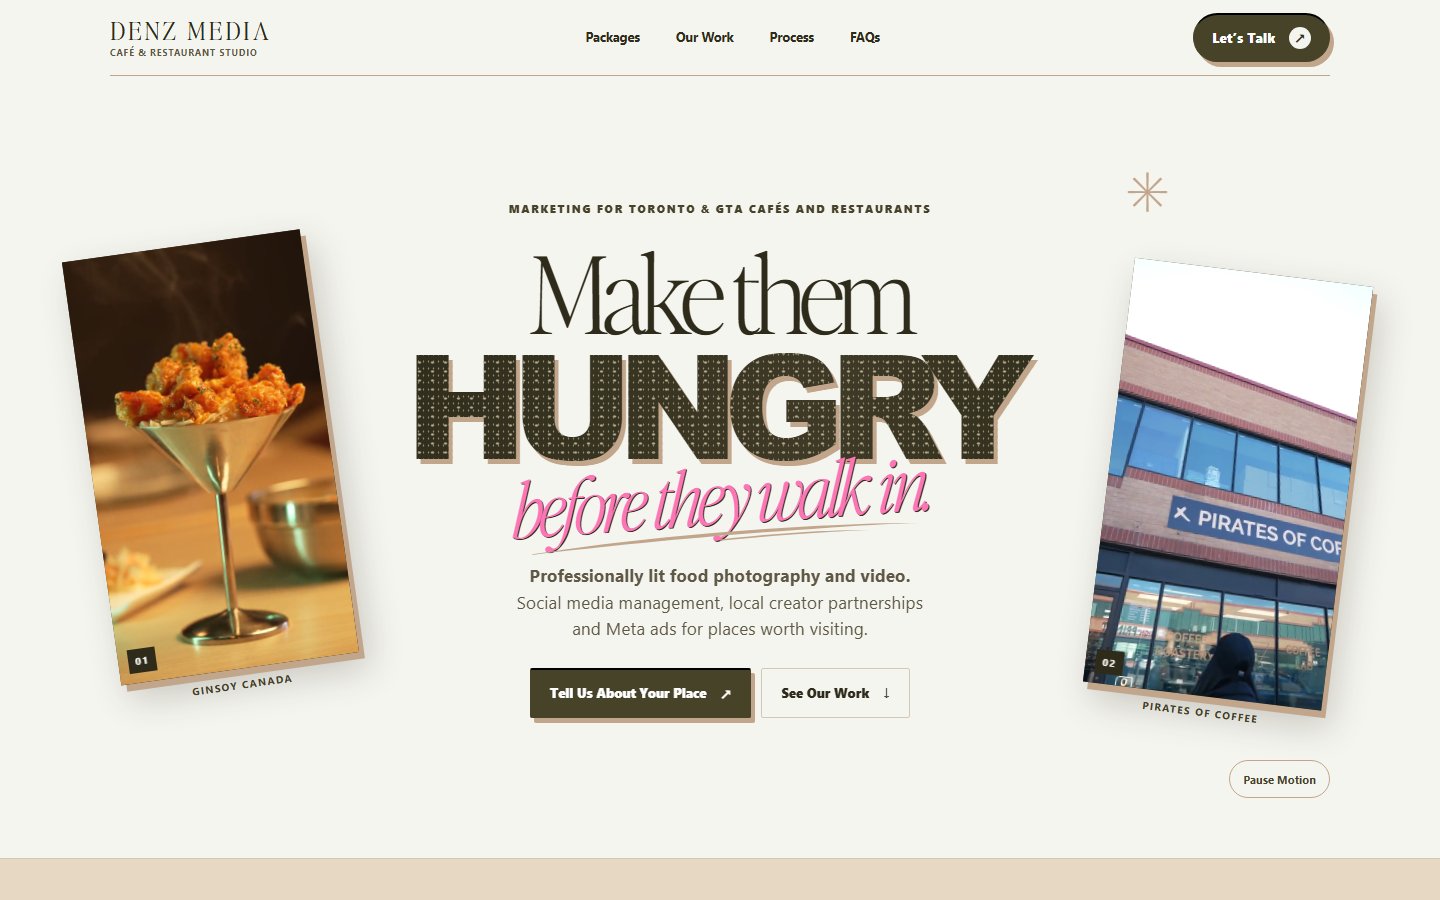 DENZ MEDIA
CAFÉ & RESTAURANT STUDIO
Packages
Our Work
Process
FAQs
Let's Talk ↗
MARKETING FOR TORONTO & GTA CAFÉS AND RESTAURANTS
Make them
HUNGRY
before they walk in.
Professionally lit food photography and video.
Social media management, local creator partnerships
and Meta ads for places worth visiting.
Tell Us About Your Place ↗
See Our Work ↓
01
GINSOY CANADA
PIRATES OF COF
COFFEE
02
PIRATES OF COFFEE
Pause Motion